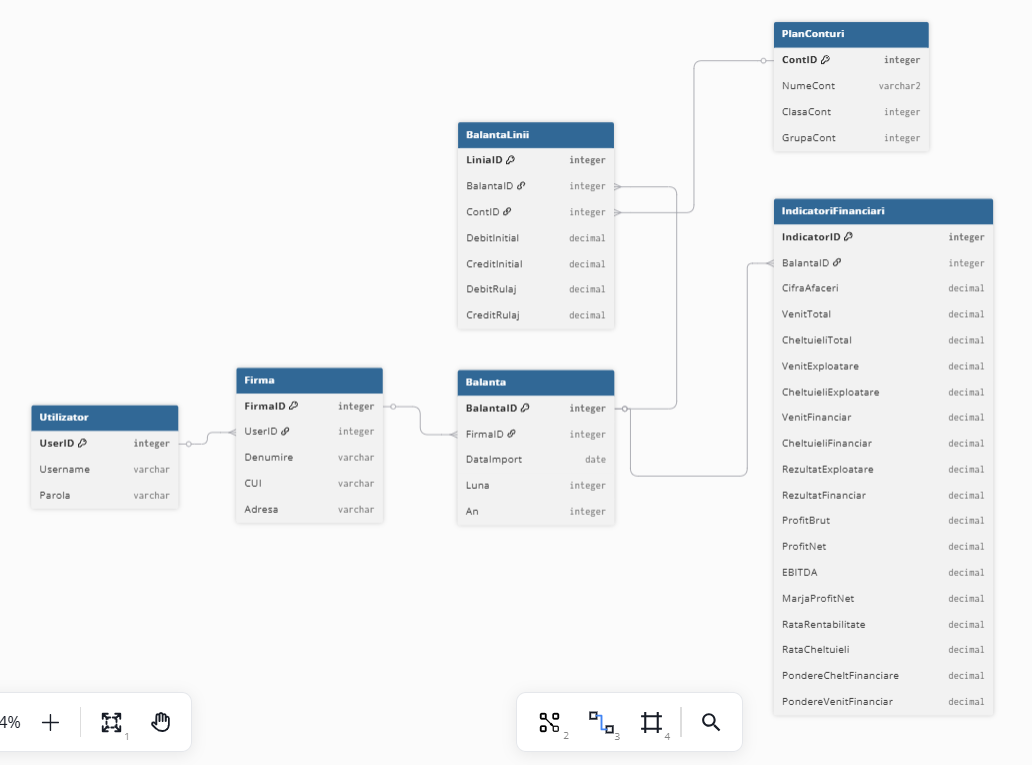 PlanConturi
ContID integer
NumeCont varchar2
ClasaCont integer
GrupaCont integer
BalantaLinii
LiniaID integer
BalantaID integer
ContID integer
DebitInitial decimal
CreditInitial decimal
DebitRulaj decimal
CreditRulaj decimal
IndicatoriFinanciari
IndicatorID integer
BalantaID integer
CifraAfaceri decimal
VenitTotal decimal
CheltuieliTotal decimal
VenitExploatare decimal
CheltuieliExploatare decimal
VenitFinanciar decimal
CheltuieliFinanciar decimal
RezultatExploatare decimal
RezultatFinanciar decimal
ProfitBrut decimal
ProfitNet decimal
EBITDA decimal
MarjaProfitNet decimal
RataRentabilitate decimal
RataCheltuieli decimal
PondereCheltFinanciare decimal
PondereVenitFinanciar decimal
Utilizator
UserID integer
Username varchar
Parola varchar
Firma
FirmaID integer
UserID integer
Denumire varchar
CUI varchar
Adresa varchar
Balanta
BalantaID integer
FirmaID integer
DataImport date
Luna integer
An integer
4%
1
2
3
4